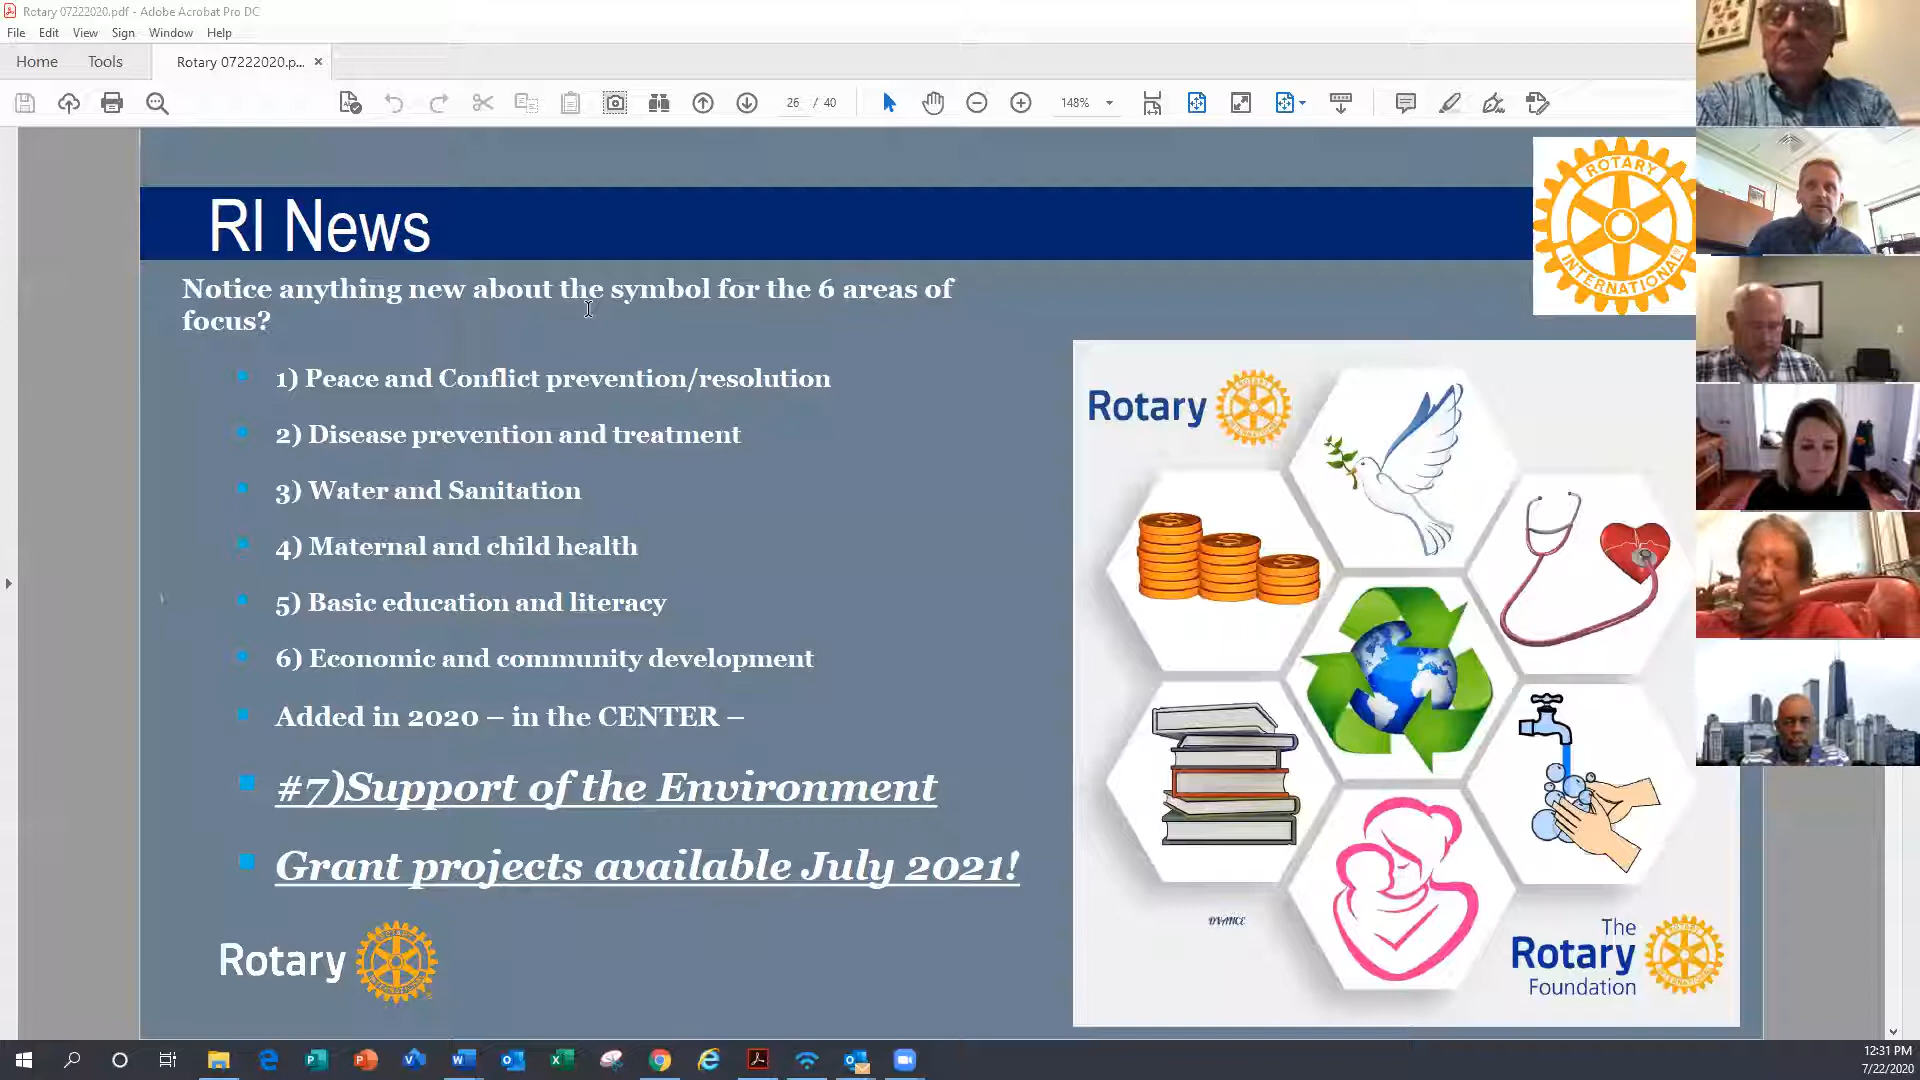 Rotary 07222020.pdf - Adobe Acrobat Pro DC
File Edit View Sign Window Help
Home Tools Rotary 07222020.p... ×
26 / 40 148%
RI News
ROTARY
INTERNATIONAL
Notice anything new about the symbol for the 6 areas of
focus?
1) Peace and Conflict prevention/resolution
2) Disease prevention and treatment
3) Water and Sanitation
4) Maternal and child health
5) Basic education and literacy
6) Economic and community development
Added in 2020 – in the CENTER –
#7)Support of the Environment
Grant projects available July 2021!
Rotary
Rotary
DVANCE
The
Rotary
Foundation
12:31 PM
7/22/2020